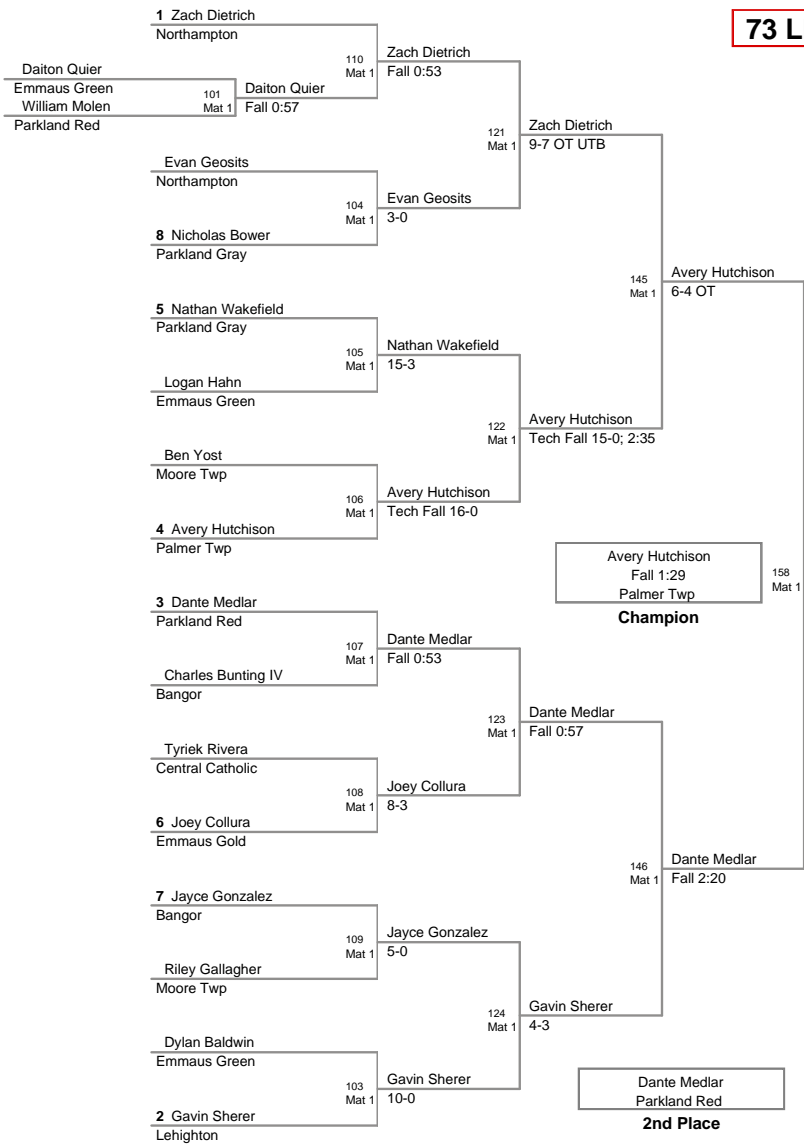 73 L
1 Zach Dietrich
Northampton
110
Mat 1
Zach Dietrich
Fall 0:53
Daiton Quier
Emmaus Green
101
Mat 1
Daiton Quier
Fall 0:57
William Molen
Parkland Red
121
Mat 1
Zach Dietrich
9-7 OT UTB
Evan Geosits
Northampton
104
Mat 1
Evan Geosits
3-0
8 Nicholas Bower
Parkland Gray
145
Mat 1
Avery Hutchison
6-4 OT
5 Nathan Wakefield
Parkland Gray
105
Mat 1
Nathan Wakefield
15-3
Logan Hahn
Emmaus Green
122
Mat 1
Avery Hutchison
Tech Fall 15-0; 2:35
Ben Yost
Moore Twp
106
Mat 1
Avery Hutchison
Tech Fall 16-0
4 Avery Hutchison
Palmer Twp
Avery Hutchison
Fall 1:29
Palmer Twp
Champion
158
Mat 1
3 Dante Medlar
Parkland Red
107
Mat 1
Dante Medlar
Fall 0:53
Charles Bunting IV
Bangor
123
Mat 1
Dante Medlar
Fall 0:57
Tyriek Rivera
Central Catholic
108
Mat 1
Joey Collura
8-3
6 Joey Collura
Emmaus Gold
146
Mat 1
Dante Medlar
Fall 2:20
7 Jayce Gonzalez
Bangor
109
Mat 1
Jayce Gonzalez
5-0
Riley Gallagher
Moore Twp
124
Mat 1
Gavin Sherer
4-3
Dylan Baldwin
Emmaus Green
103
Mat 1
Gavin Sherer
10-0
2 Gavin Sherer
Lehighton
Dante Medlar
Parkland Red
2nd Place